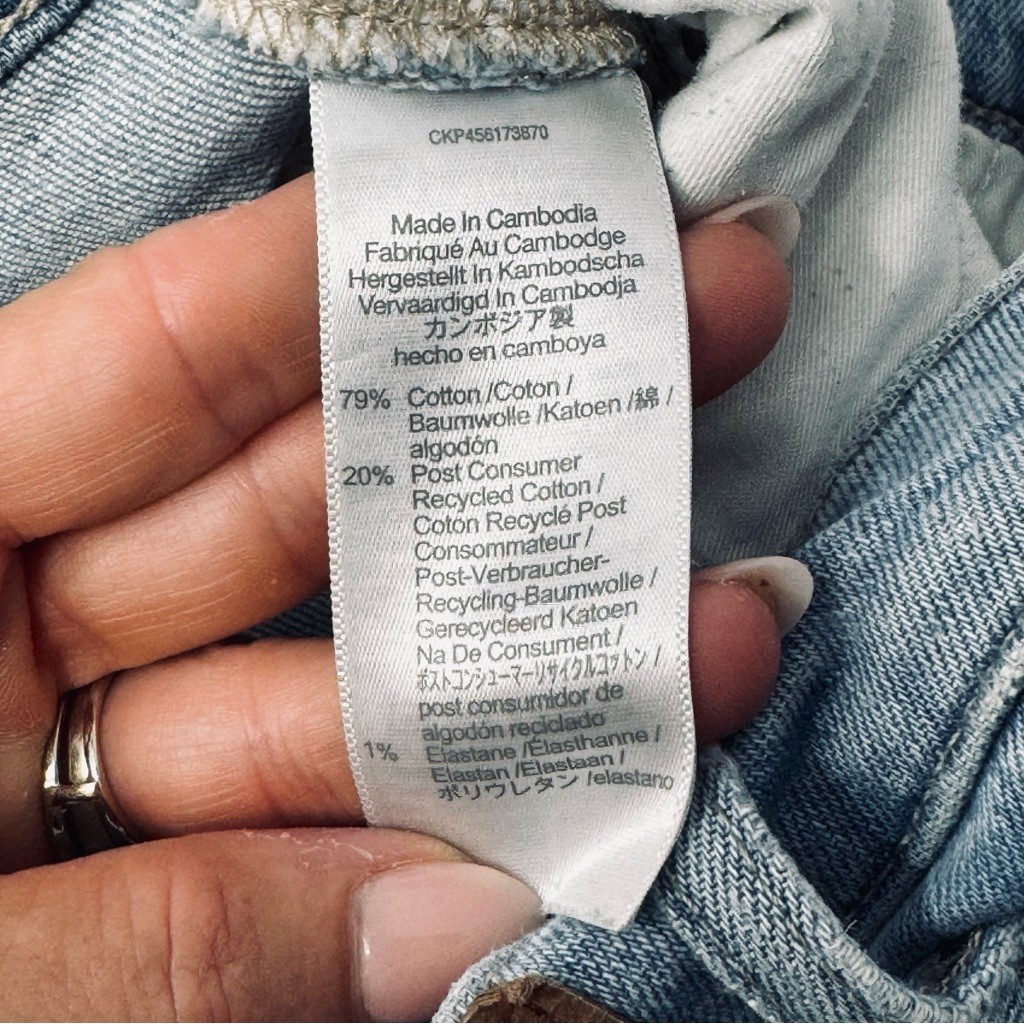 CKP456173870
Made In Cambodia
Fabriqué Au Cambodge
Hergestellt In Kambodscha
Vervaardigd In Cambodja
カンボジア製
hecho en camboya
79% Cotton /Coton /
Baumwolle /Katoen /綿 /
algodón
20% Post Consumer
Recycled Cotton /
Coton Recyclé Post
Consommateur /
Post-Verbraucher-
Recycling-Baumwolle /
Gerecycleerd Katoen
Na De Consument /
ポストコンシューマーリサイクルコットン /
post consumidor de
algodón reciclado
1% Elastane /Élasthanne /
Elastan /Elastaan /
ポリウレタン /elastano